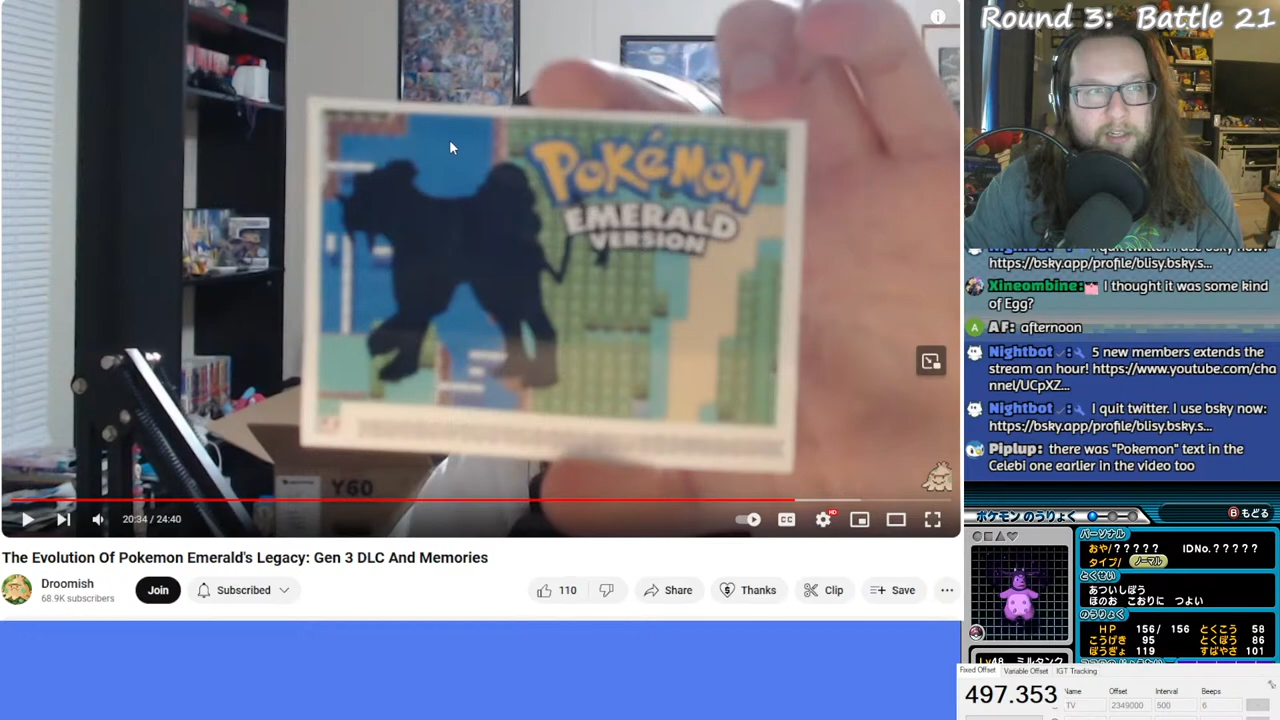 Round 3: Battle 21
POKéMON
EMERALD
VERSION
Y60
20:34 / 24:40
CC
HD
The Evolution Of Pokemon Emerald's Legacy: Gen 3 DLC And Memories
Droomish
68.9K subscribers
Join
Subscribed
110
Share
Thanks
Clip
Save
Nightbot : I quit twitter. I use bsky now:
https://bsky.app/profile/blisy.bsky.s...
Xineombine: I thought it was some kind
of Egg?
A F: afternoon
Nightbot : 5 new members extends the
stream an hour! https://www.youtube.com/cha
nnel/UCpXZ...
Nightbot : I quit twitter. I use bsky now:
https://bsky.app/profile/blisy.bsky.s...
Piplup: there was "Pokemon" text in the
Celebi one earlier in the video too
ポケモン のうりょく
Bもどる
パーソナル
おや/????? IDNo.?????
タイプ/ ノーマル
とくせい
あついしぼう
ほのお こおりに つよい
のうりょく
HP 156/ 156 とくこう 58
こうげき 95 とくぼう 86
ぼうぎょ 119 すばやさ 101
Lv48 ミルタンク
Fixed Offset Variable Offset IGT Tracking
497.353
Name Offset Interval Beeps
TV 2349000 500 6